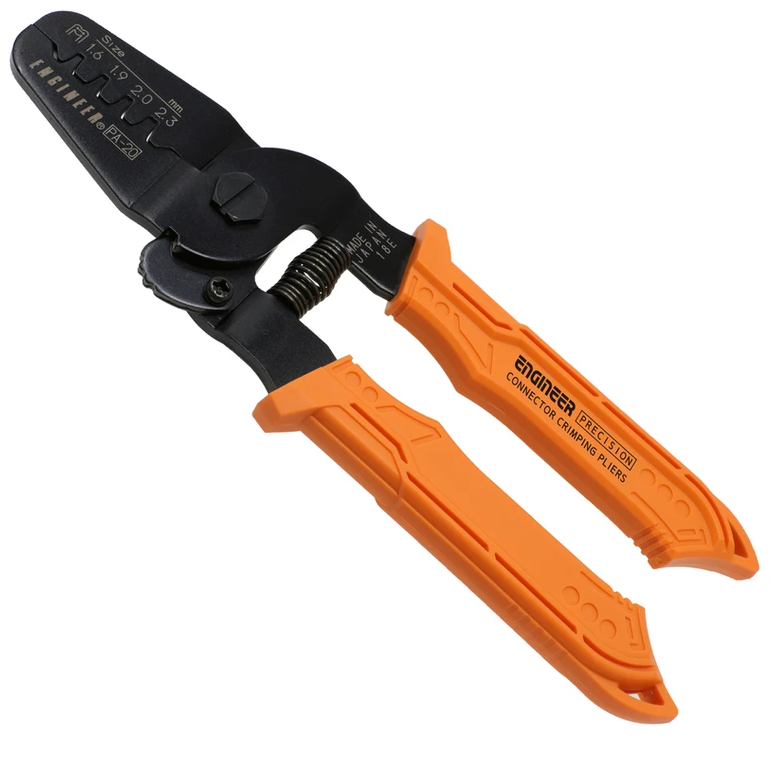 Size
1.6 1.9 2.0 2.3 mm
ENGINEER® PA-20
MADE IN
JAPAN
18E
ENGINEER PRECISION
CONNECTOR CRIMPING PLIERS